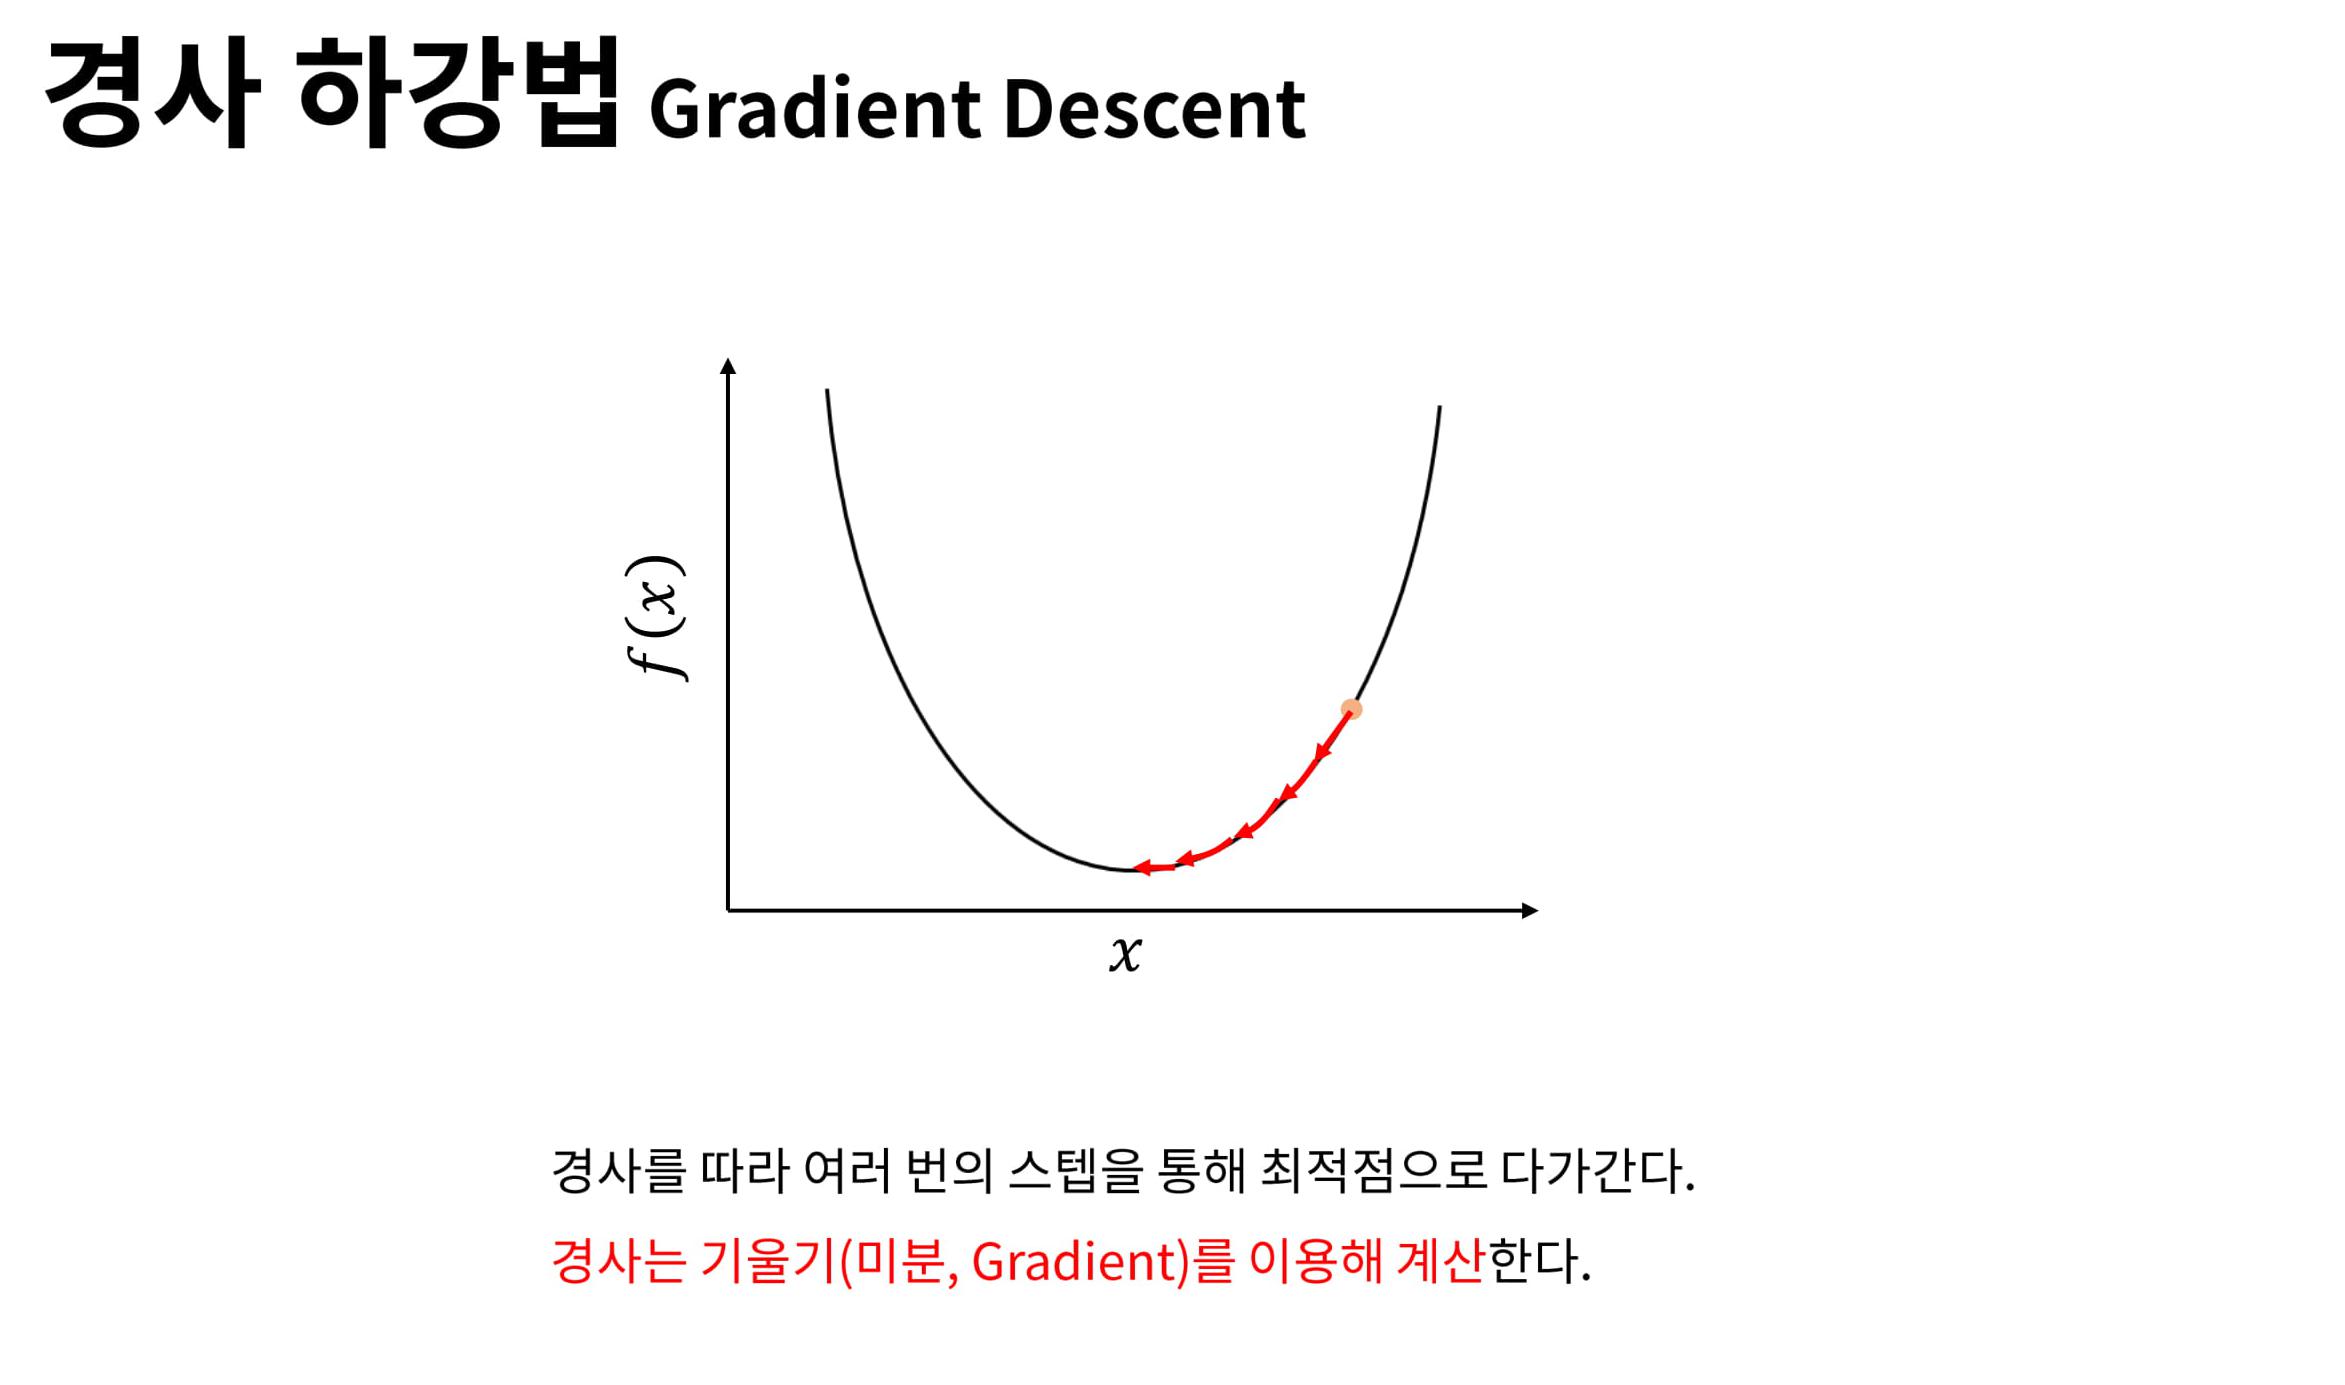 경사 하강법 Gradient Descent
f(x)
x
경사를 따라 여러 번의 스텝을 통해 최적점으로 다가간다.
경사는 기울기(미분, Gradient)를 이용해 계산한다.